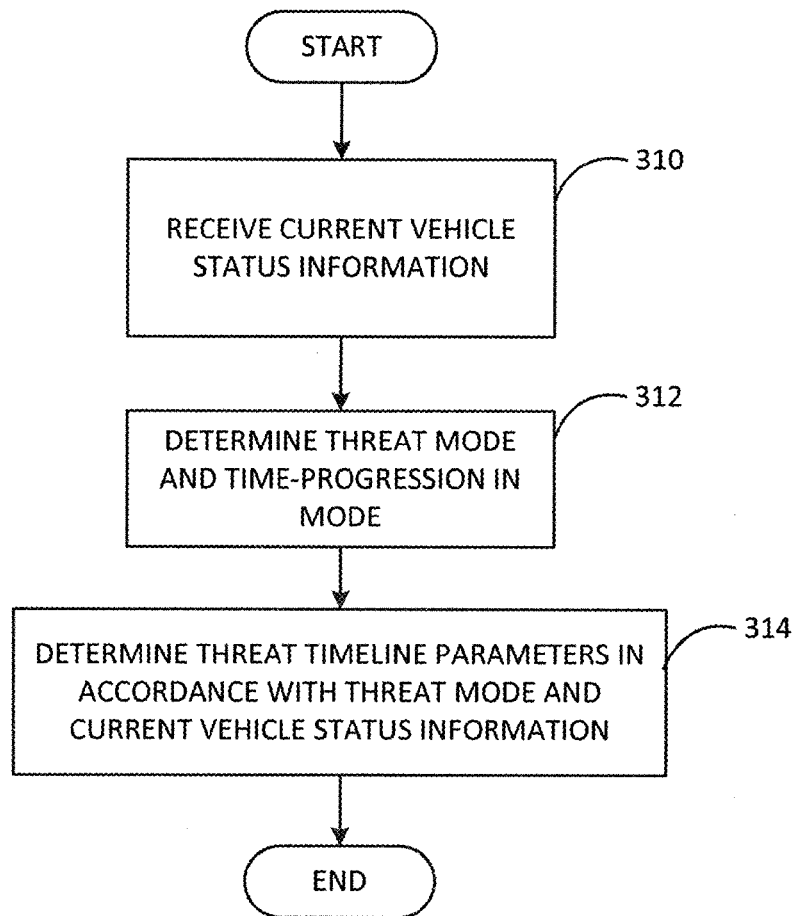 START
310
RECEIVE CURRENT VEHICLE
STATUS INFORMATION
312
DETERMINE THREAT MODE
AND TIME-PROGRESSION IN
MODE
314
DETERMINE THREAT TIMELINE PARAMETERS IN
ACCORDANCE WITH THREAT MODE AND
CURRENT VEHICLE STATUS INFORMATION
END